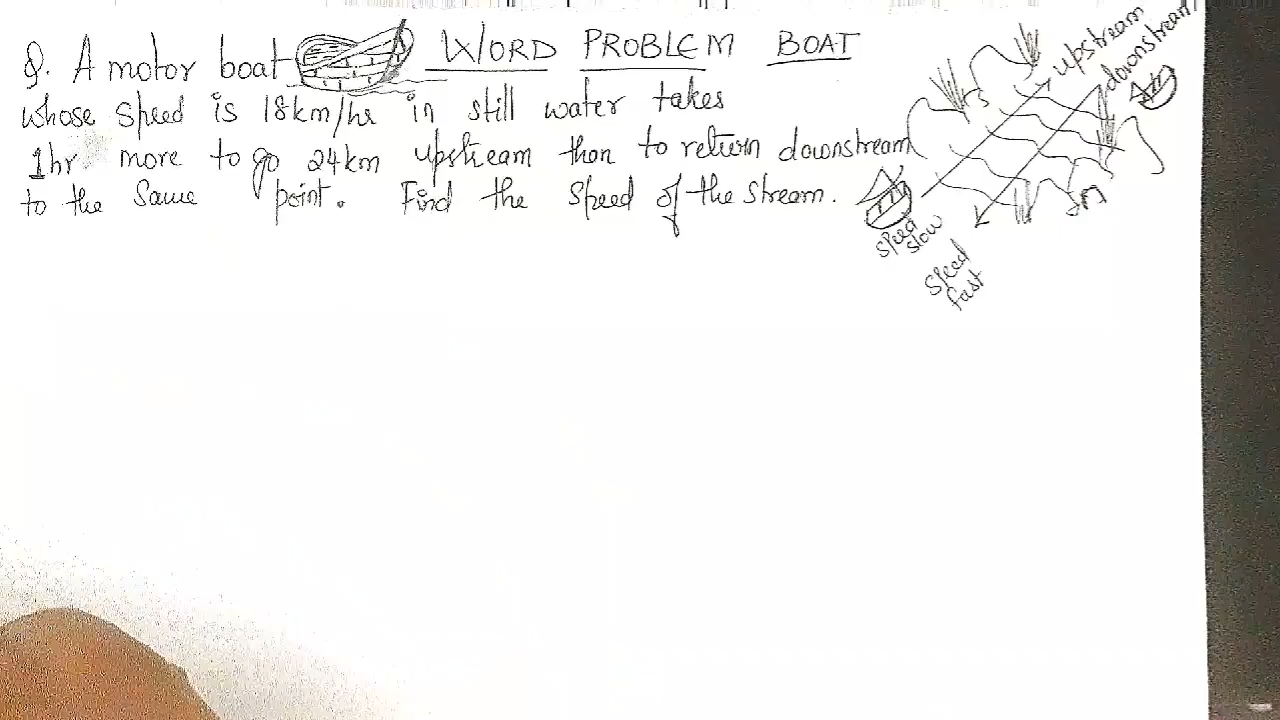 WORD PROBLEM BOAT
Q. A motor boat
whose speed is 18km/hr in still water takes
1hr more to go 24km upstream than to return downstream
to the same point. Find the speed of the stream.
upstream
downstream
speed
slow
speed
fast